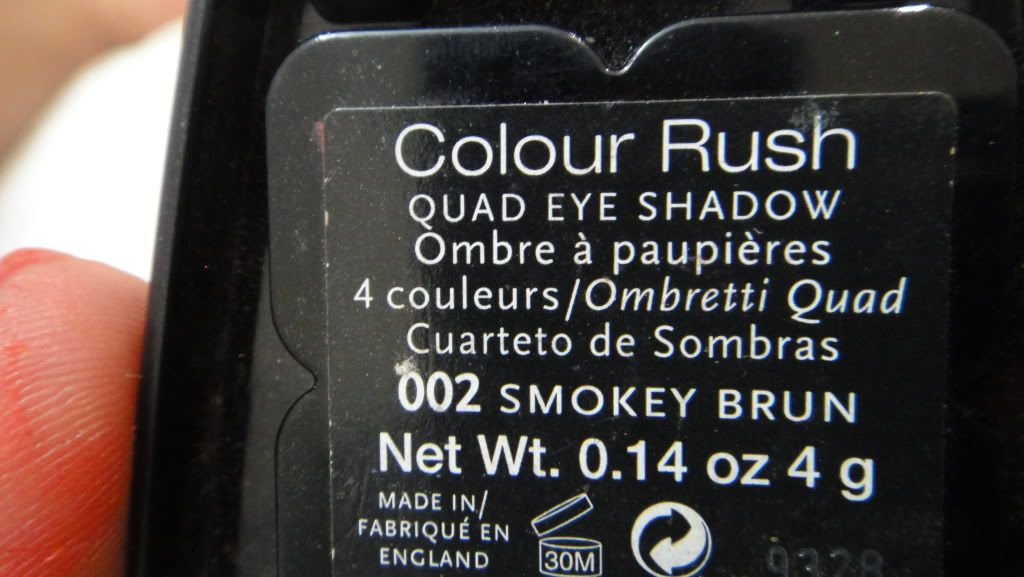 Colour Rush
QUAD EYE SHADOW
Ombre à paupières
4 couleurs/Ombretti Quad
Cuarteto de Sombras
002 SMOKEY BRUN
Net Wt. 0.14 oz 4 g
MADE IN/
FABRIQUÉ EN
ENGLAND
30M
9328